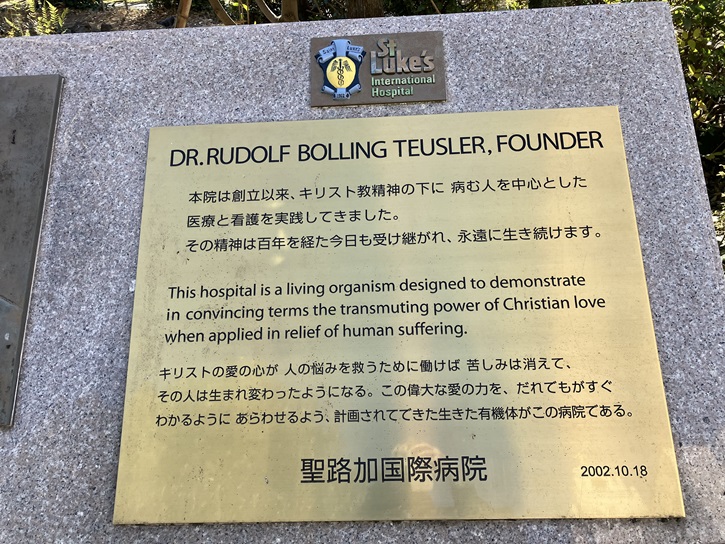 St
Luke's
International
Hospital
DR. RUDOLF BOLLING TEUSLER, FOUNDER
本院は創立以来、キリスト教精神の下に 病む人を中心とした
医療と看護を実践してきました。
その精神は百年を経た今日も受け継がれ、永遠に生き続けます。
This hospital is a living organism designed to demonstrate
in convincing terms the transmuting power of Christian love
when applied in relief of human suffering.
キリストの愛の心が 人の悩みを救うために働けば 苦しみは消えて、
その人は生まれ変わったようになる。この偉大な愛の力を、だれでもがすぐ
わかるように あらわせるよう、計画されてできた生きた有機体がこの病院である。
聖路加国際病院
2002.10.18